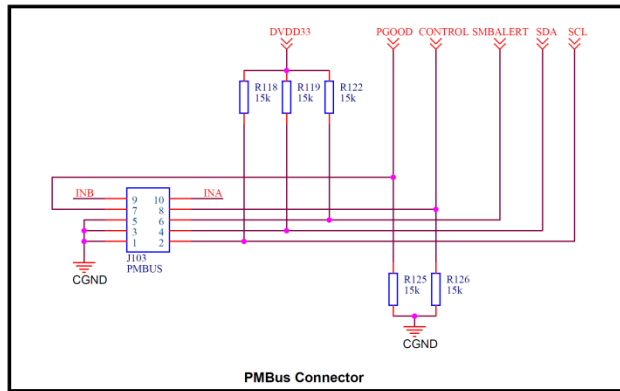 DVDD33 PGOOD CONTROL SMBALERT SDA SCL
R118 R119 R122
15k 15k 15k
INB 9 10 INA
7 8
5 6
3 4
1 2
J103
PMBUS
CGND
R125 R126
15k 15k
CGND
PMBus Connector